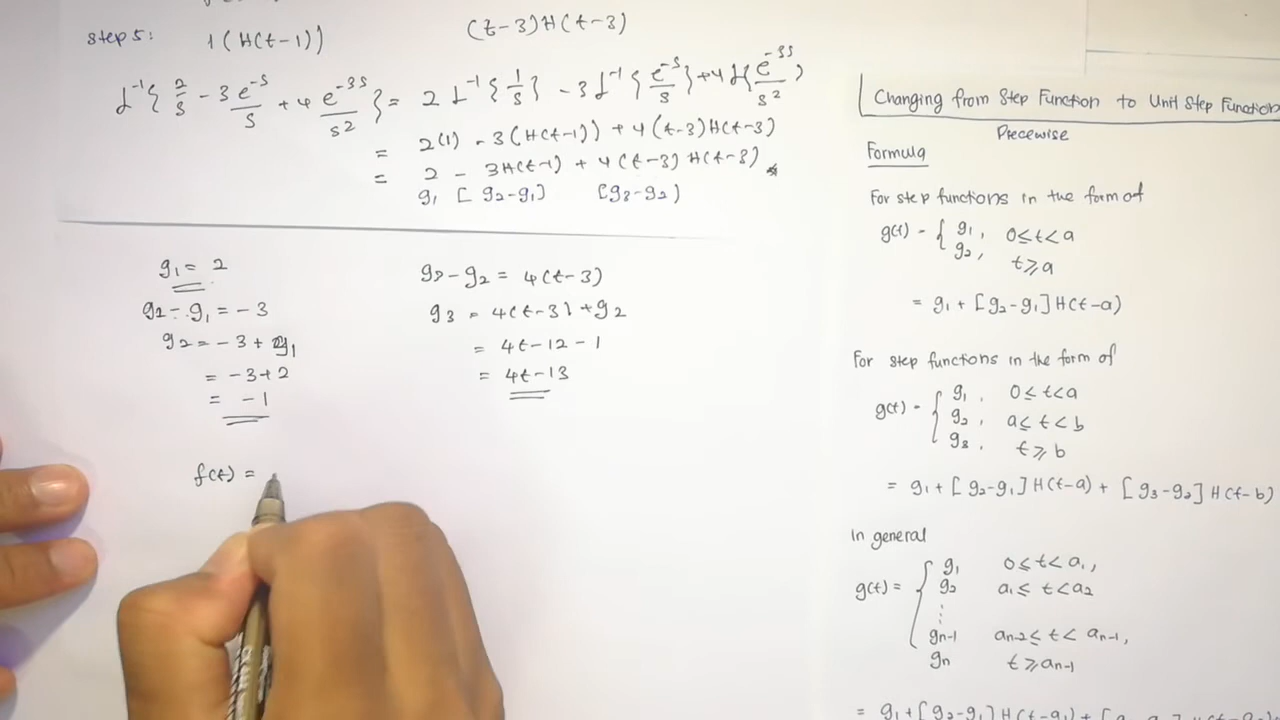 step 5: 1(H(t-1)) (t-3)H(t-3)
L⁻¹{ 2/s - 3 e^-s/s + 4 e^-3s/s² } = 2 L⁻¹{ 1/s } - 3 L⁻¹{ e^-s/s } + 4 L{ e^-3s/s² }
= 2(1) - 3(H(t-1)) + 4(t-3)H(t-3)
= 2 - 3H(t-1) + 4(t-3)H(t-3)
g₁ [g₂-g₁] [g₃-g₂]
g₁ = 2
g₂ - g₁ = -3
g₂ = -3 + g₁
= -3+2
= -1
g₃-g₂ = 4(t-3)
g₃ = 4(t-3)+g₂
= 4t-12-1
= 4t-13
f(t) =
Changing from Step Function to Unit Step Function
Piecewise
Formula
For step functions in the form of
g(t) = { g₁, 0≤t<a
g₂, t≥a
= g₁+[g₂-g₁]H(t-a)
For step functions in the form of
g₁, 0≤t<a
g(t) = { g₂, a≤t<b
g₃, t≥b
= g₁+[g₂-g₁]H(t-a) + [g₃-g₂]H(t-b)
In general
g₁ 0≤t<a₁,
g(t) = { g₂ a₁≤t<a₂
⋮
gn-1 an-2≤t<an-1,
gn t≥an-1
= g₁+[g₂-g₁]H(t-a₁)+[